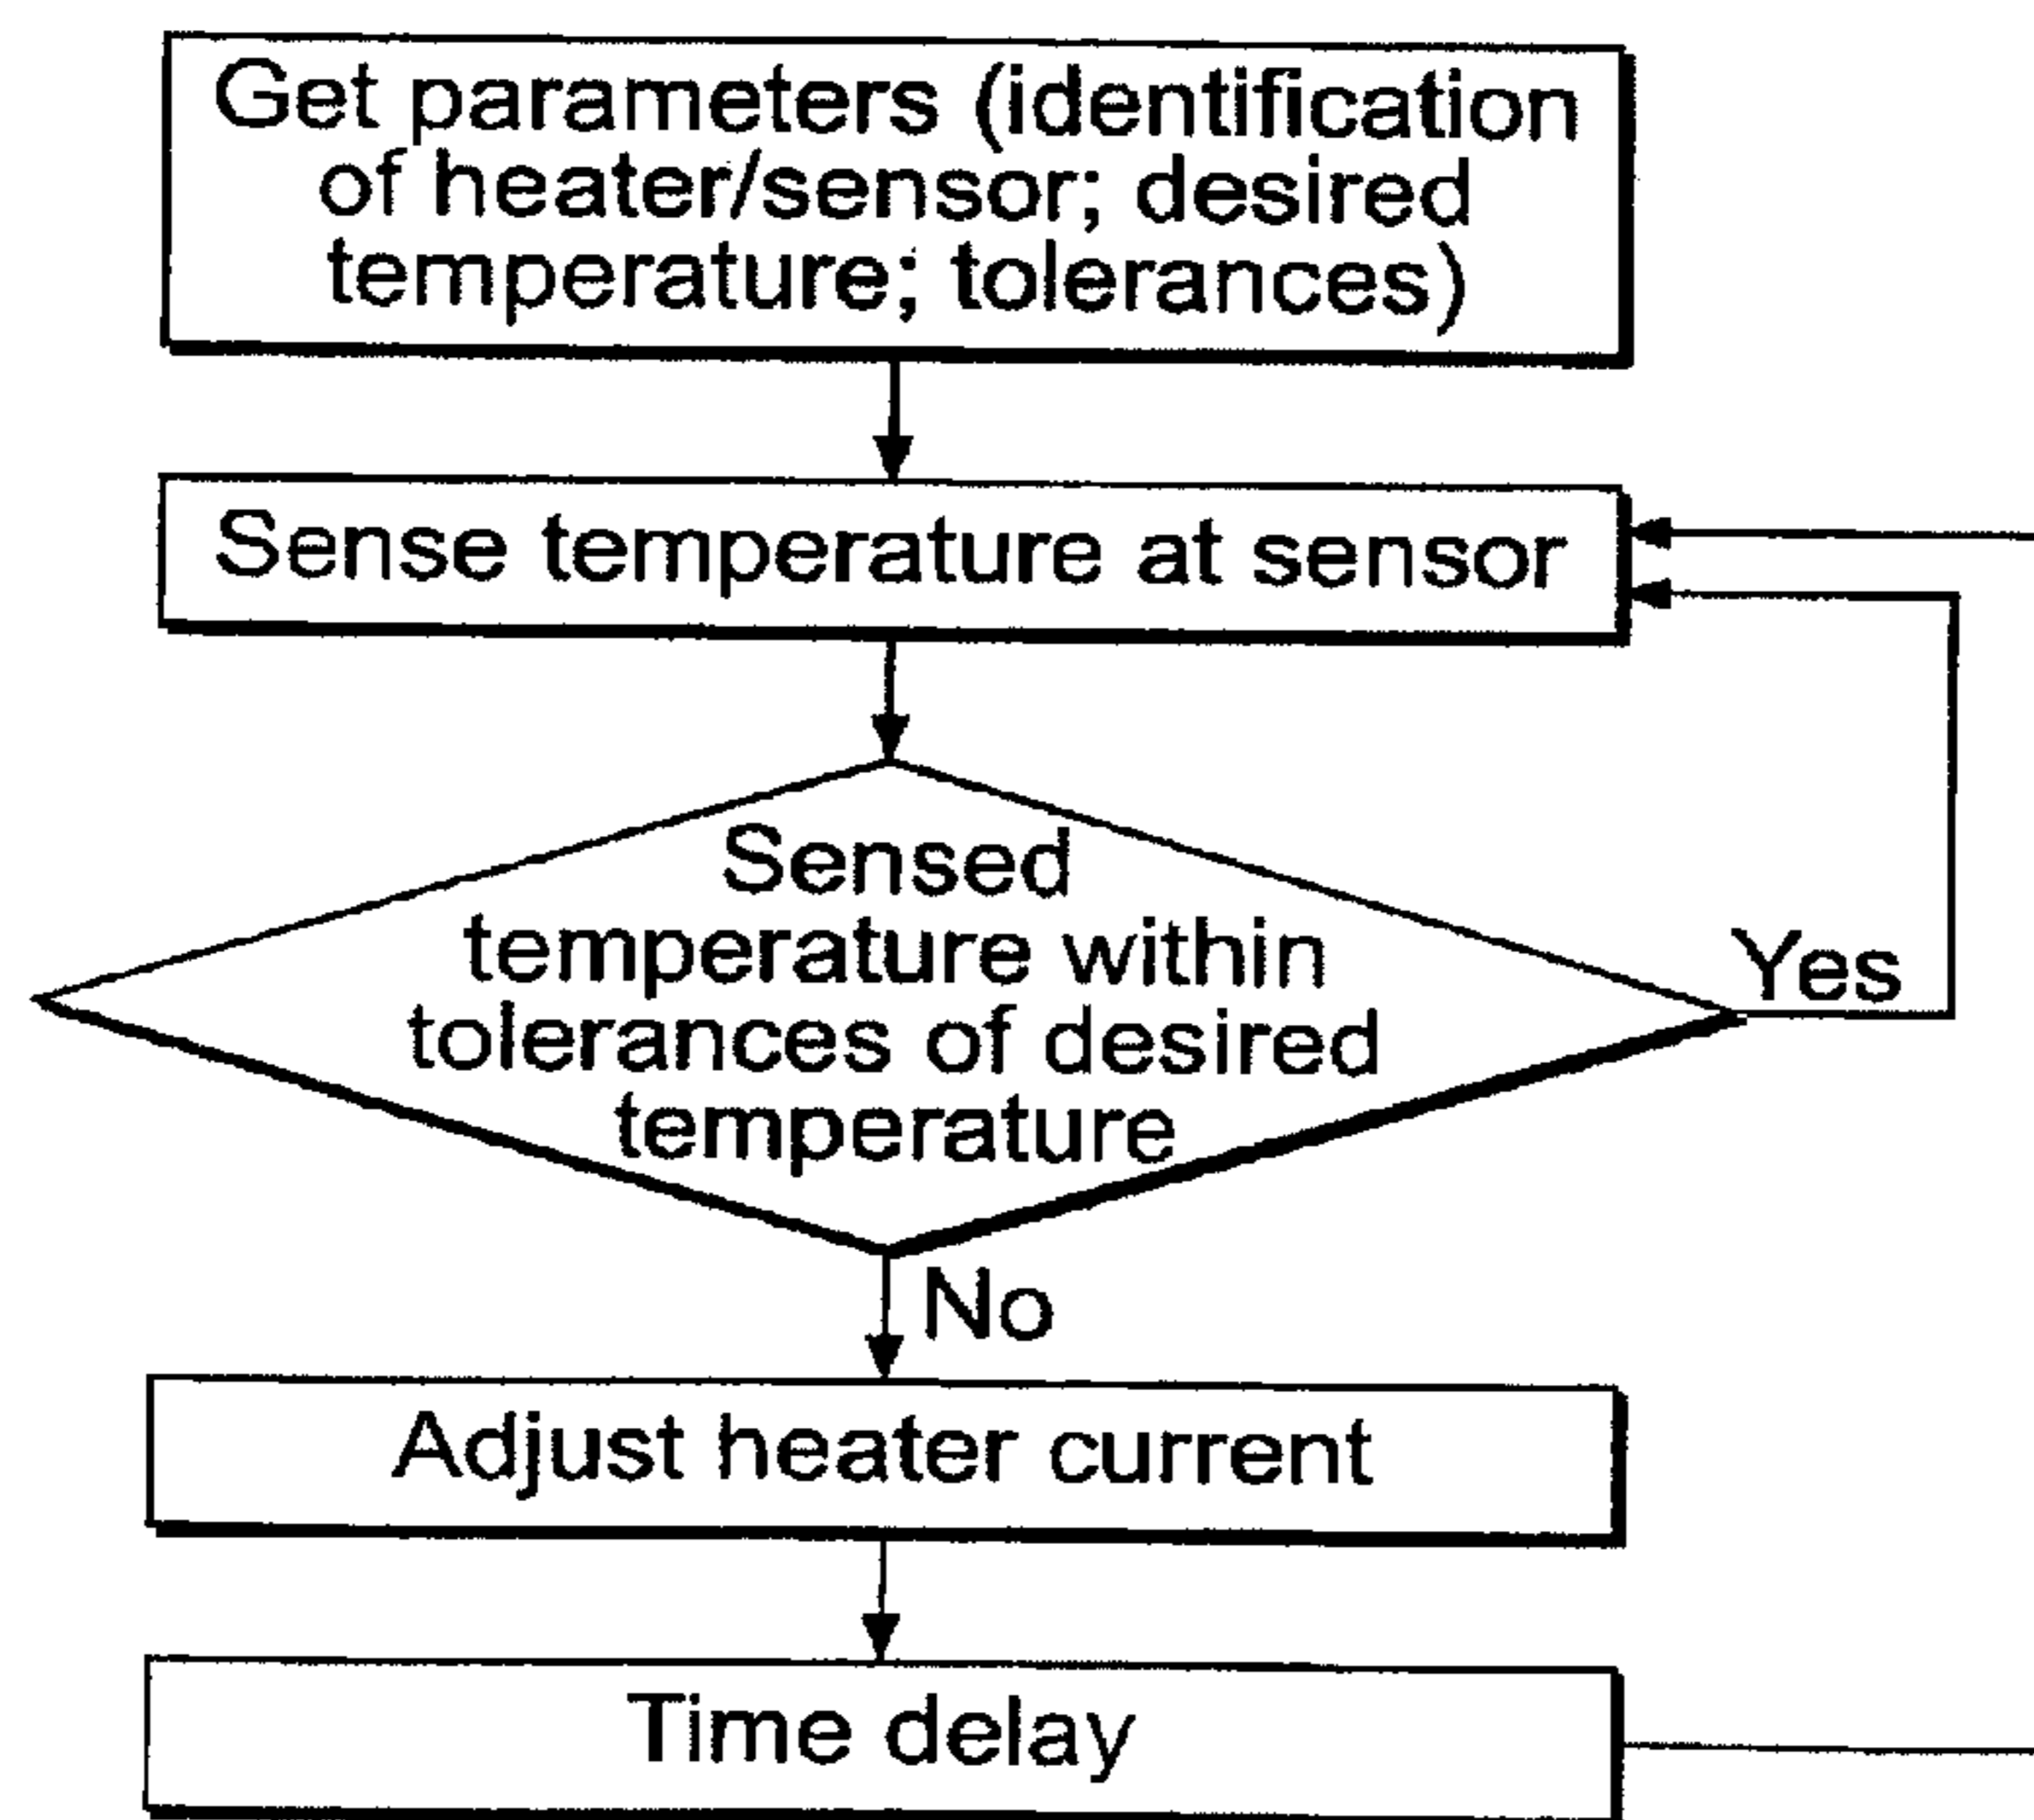 Get parameters (identification
of heater/sensor; desired
temperature; tolerances)
Sense temperature at sensor
Sensed
temperature within
tolerances of desired
temperature
Yes
No
Adjust heater current
Time delay